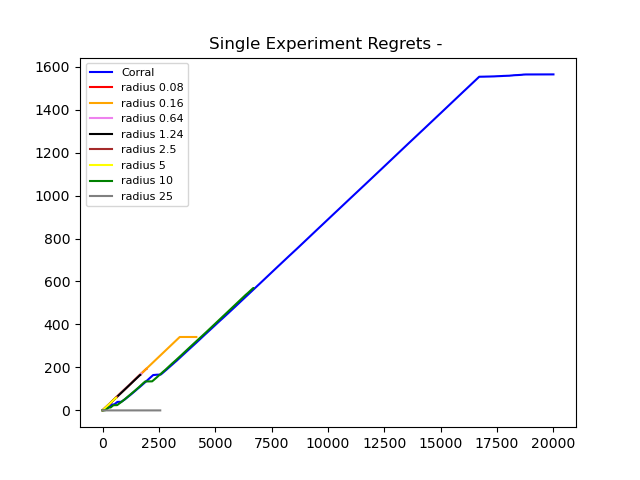 Single Experiment Regrets -
1600
1400
1200
1000
800
600
400
200
0
Corral
radius 0.08
radius 0.16
radius 0.64
radius 1.24
radius 2.5
radius 5
radius 10
radius 25
0 2500 5000 7500 10000 12500 15000 17500 20000